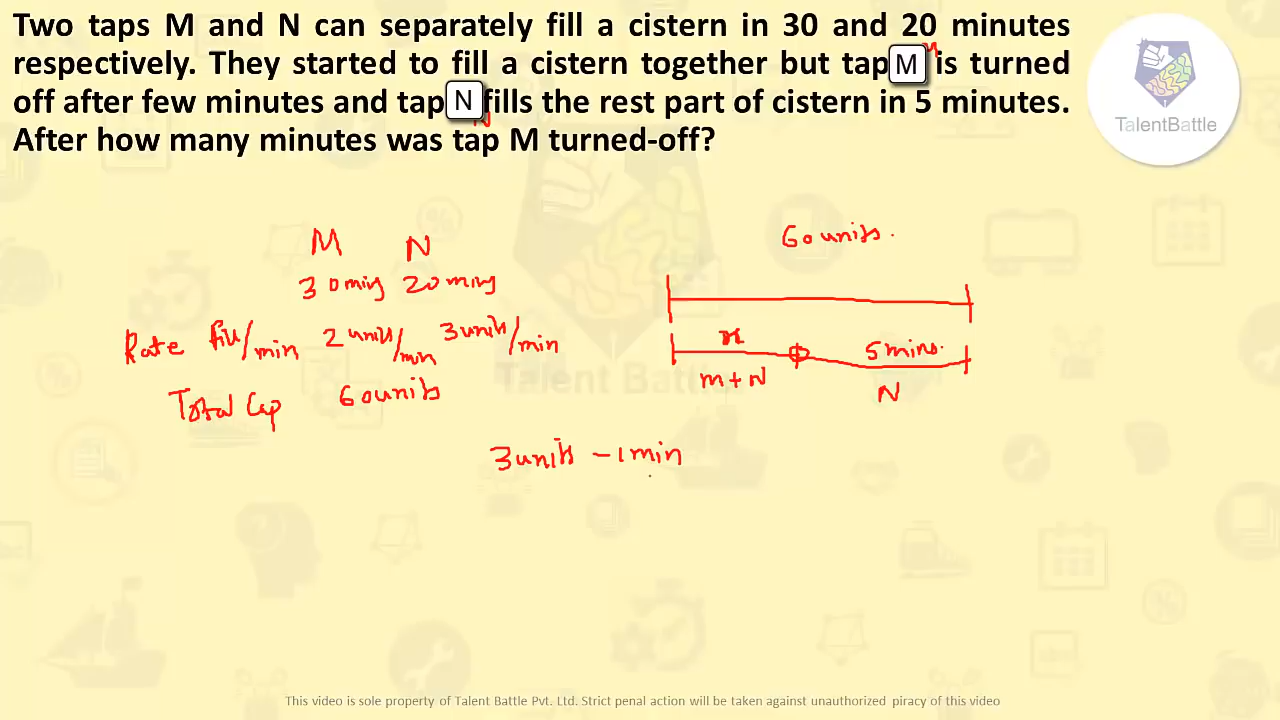 Two taps M and N can separately fill a cistern in 30 and 20 minutes
respectively. They started to fill a cistern together but tap M is turned
off after few minutes and tap N fills the rest part of cistern in 5 minutes.
After how many minutes was tap M turned-off?
TalentBattle
M N
30 min 20 mins
Rate fill/min 2 units/min 3 units/min
Total Cap 60 units
60 units.
x 5 mins.
m+N N
Talent Battle
3 units - 1 min
This video is sole property of Talent Battle Pvt. Ltd. Strict penal action will be taken against unauthorized piracy of this video